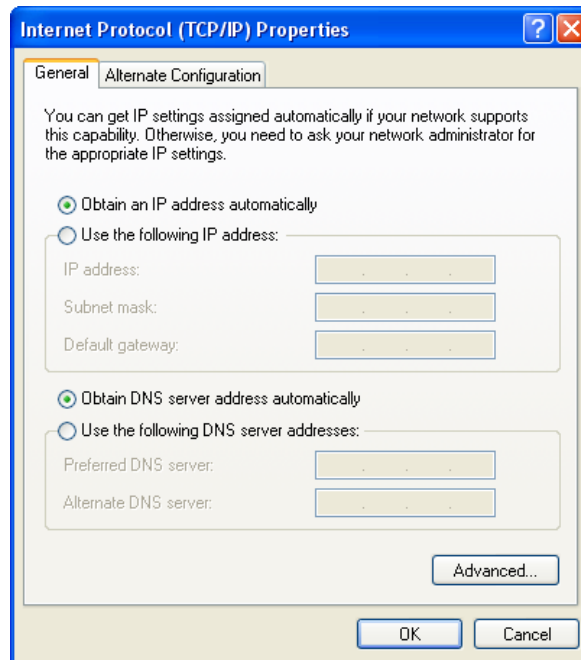 Internet Protocol (TCP/IP) Properties
General
Alternate Configuration
You can get IP settings assigned automatically if your network supports
this capability. Otherwise, you need to ask your network administrator for
the appropriate IP settings.
Obtain an IP address automatically
Use the following IP address:
IP address:
Subnet mask:
Default gateway:
Obtain DNS server address automatically
Use the following DNS server addresses:
Preferred DNS server:
Alternate DNS server:
Advanced...
OK
Cancel